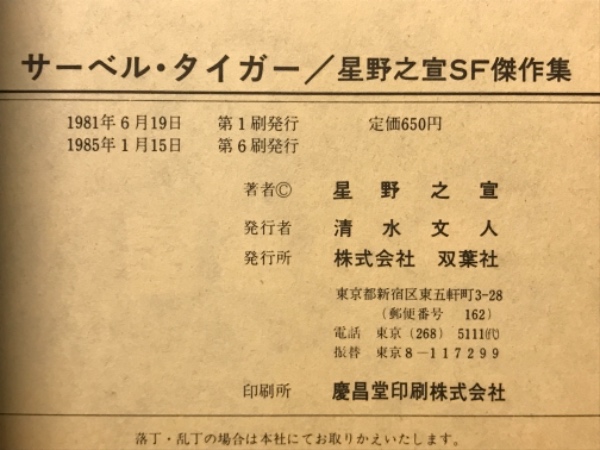 サーベル・タイガー／星野之宣SF傑作集
1981年6月19日 第1刷発行 定価650円
1985年1月15日 第6刷発行
著者© 星野之宣
発行者 清水文人
発行所 株式会社 双葉社
東京都新宿区東五軒町3-28
(郵便番号 162)
電話 東京(268) 5111㈹
振替 東京8-117299
印刷所 慶昌堂印刷株式会社
落丁・乱丁の場合は本社にてお取りかえいたします。